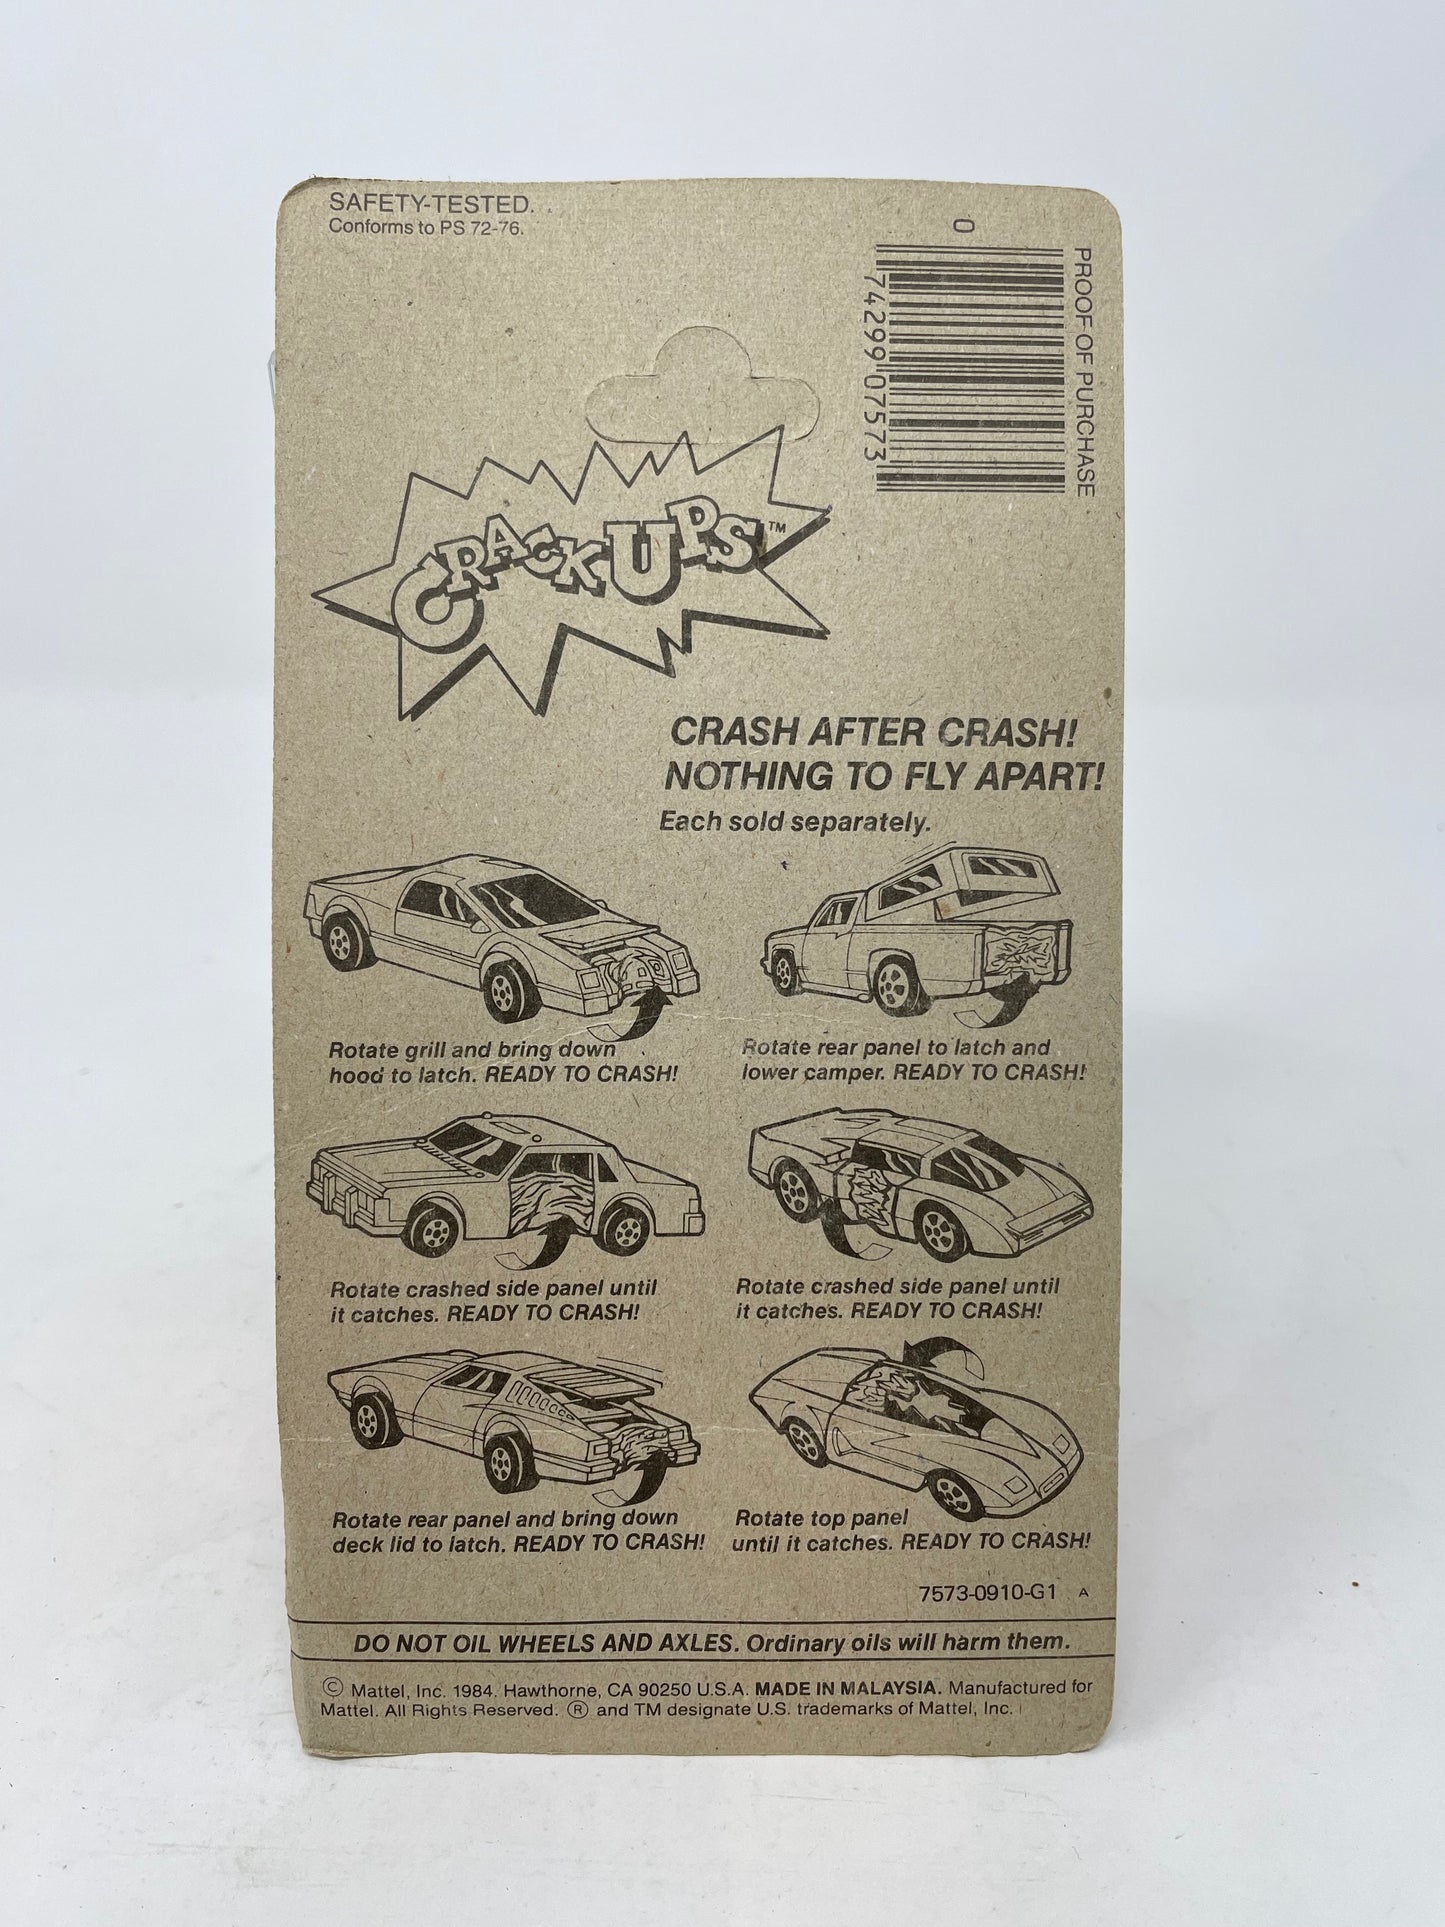 SAFETY-TESTED.
Conforms to PS 72-76.
0
74299 07573
PROOF OF PURCHASE
CRACK-UPS™
CRASH AFTER CRASH!
NOTHING TO FLY APART!
Each sold separately.
Rotate grill and bring down
hood to latch. READY TO CRASH!
Rotate rear panel to latch and
lower camper. READY TO CRASH!
Rotate crashed side panel until
it catches. READY TO CRASH!
Rotate crashed side panel until
it catches. READY TO CRASH!
Rotate rear panel and bring down
deck lid to latch. READY TO CRASH!
Rotate top panel
until it catches. READY TO CRASH!
7573-0910-G1 A
DO NOT OIL WHEELS AND AXLES. Ordinary oils will harm them.
© Mattel, Inc. 1984. Hawthorne, CA 90250 U.S.A. MADE IN MALAYSIA. Manufactured for
Mattel. All Rights Reserved. ® and TM designate U.S. trademarks of Mattel, Inc.